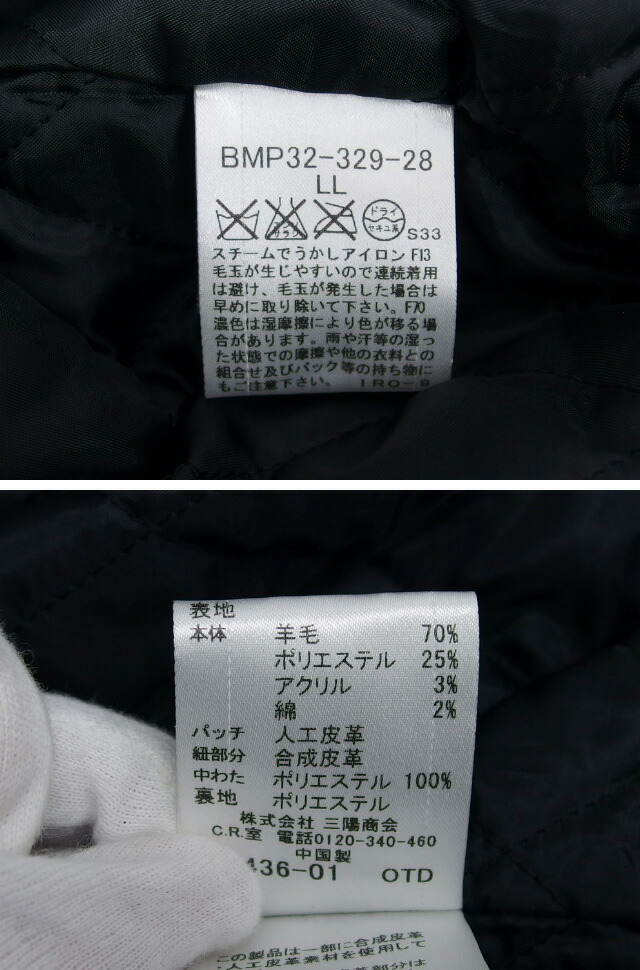 BMP32-329-28
LL
ドライ
セキユ系
S33
スチームでうかしアイロン F13
毛玉が生じやすいので連続着用
は避け、毛玉が発生した場合は
早めに取り除いて下さい。F70
濃色は湿摩擦により色が移る場
合があります。雨や汗等の湿っ
た状態での摩擦や他の衣料との
組合せ及びバック等の持ち物に
もご注意下さい。 IRO-9
表地
本体 羊毛 70%
ポリエステル 25%
アクリル 3%
綿 2%
パッチ 人工皮革
紐部分 合成皮革
中わた ポリエステル 100%
裏地 ポリエステル
株式会社 三陽商会
C.R.室 電話0120-340-460
中国製
436-01 OTD
この製品は一部に合成皮革
・人工皮革素材を使用して